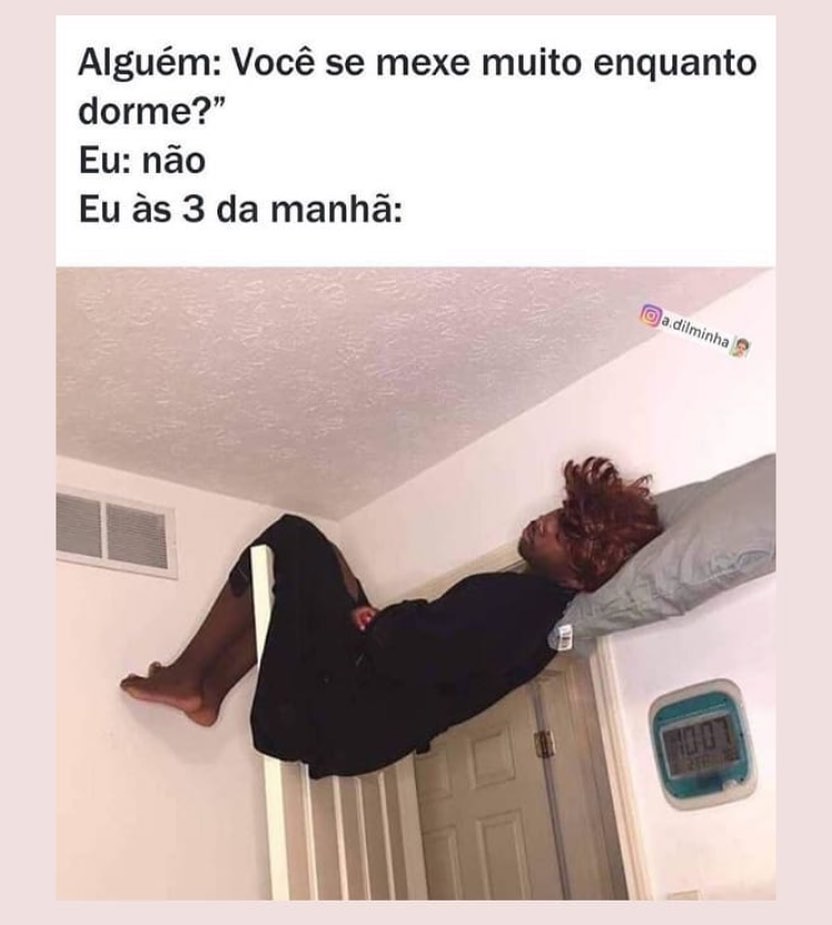 Alguém: Você se mexe muito enquanto
dorme?”
Eu: não
Eu às 3 da manhã:
a.dilminha